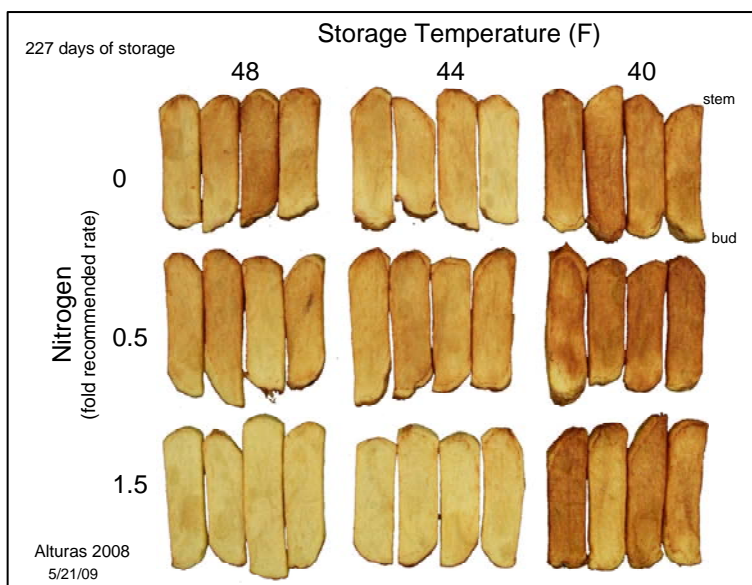 227 days of storage
Storage Temperature (F)
48 44 40
stem
0
bud
Nitrogen
(fold recommended rate)
0.5
1.5
Alturas 2008
5/21/09